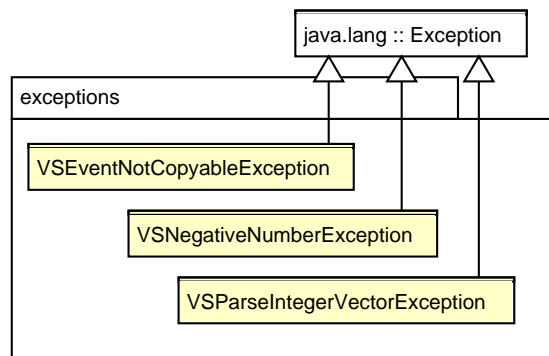 java.lang :: Exception
exceptions
VSEventNotCopyableException
VSNegativeNumberException
VSParseIntegerVectorException